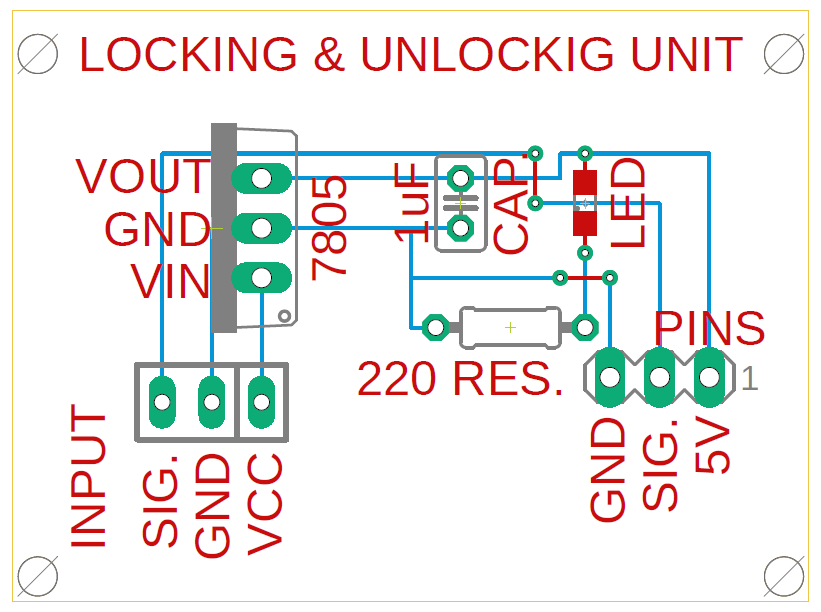 LOCKING & UNLOCKIG UNIT
VOUT
GND
VIN
7805
1uF
CAP.
LED
PINS
220 RES.
1
INPUT
SIG.
GND
VCC
GND
SIG.
5V